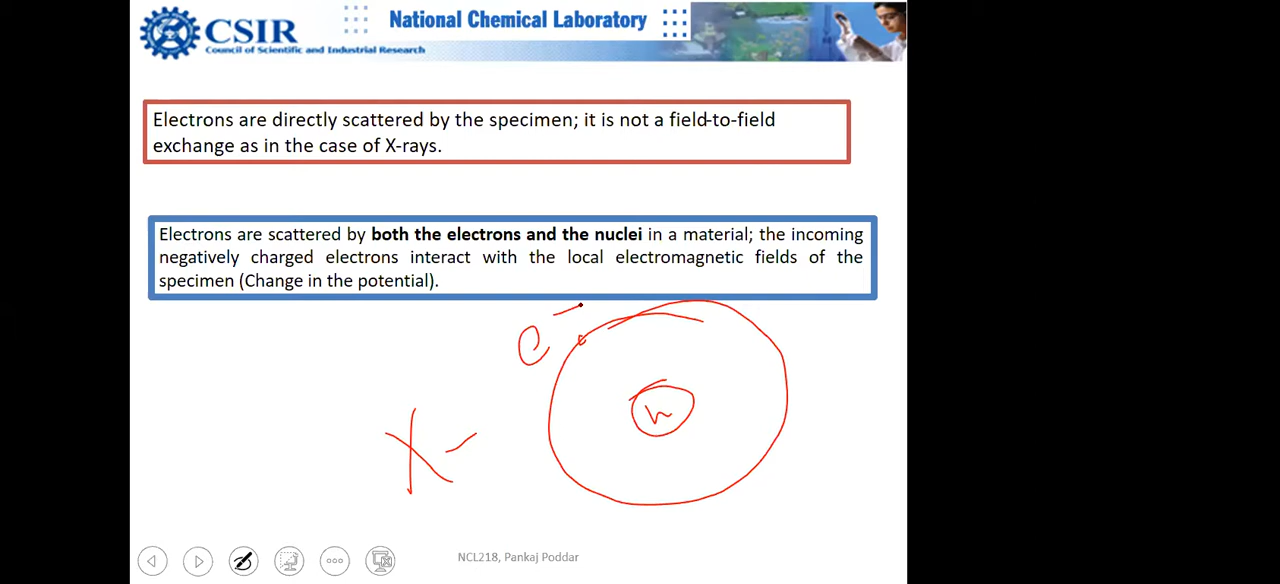 CSIR
Council of Scientific and Industrial Research
National Chemical Laboratory
Electrons are directly scattered by the specimen; it is not a field-to-field
exchange as in the case of X-rays.
Electrons are scattered by both the electrons and the nuclei in a material; the incoming
negatively charged electrons interact with the local electromagnetic fields of the
specimen (Change in the potential).
e⁻
n
X-
NCL218, Pankaj Poddar